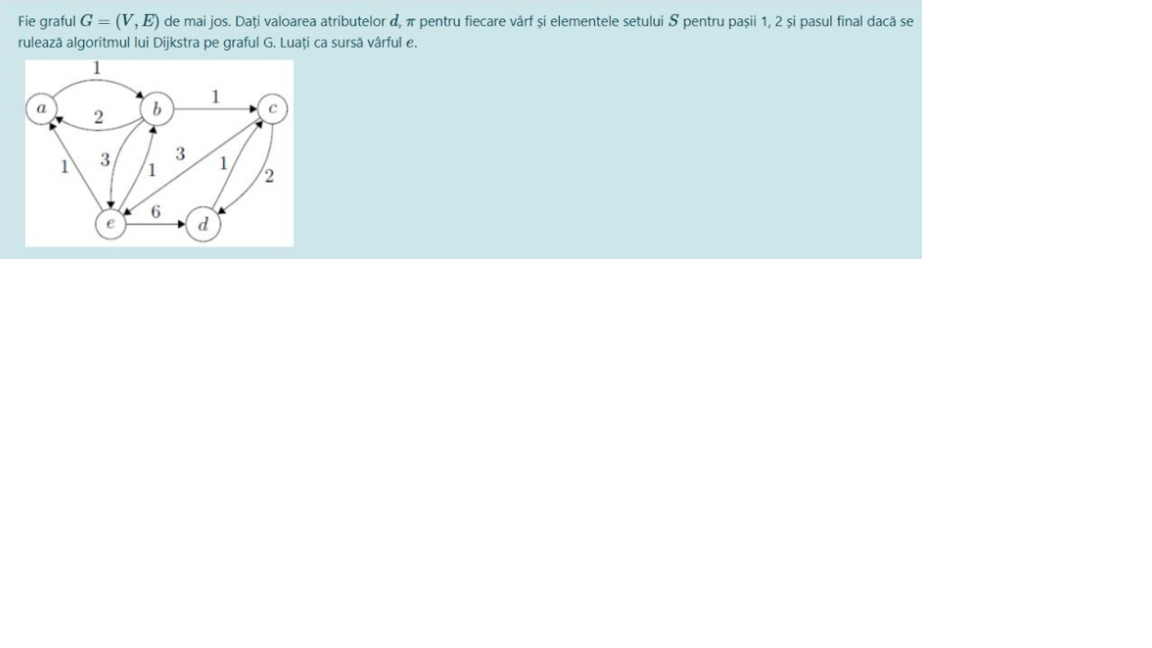 Fie graful G = (V, E) de mai jos. Dați valoarea atributelor d, π pentru fiecare vârf și elementele setului S pentru pașii 1, 2 și pasul final dacă se
rulează algoritmul lui Dijkstra pe graful G. Luați ca sursă vârful e.
1
a
b
1
c
2
1
3
1
3
1
2
6
e
d